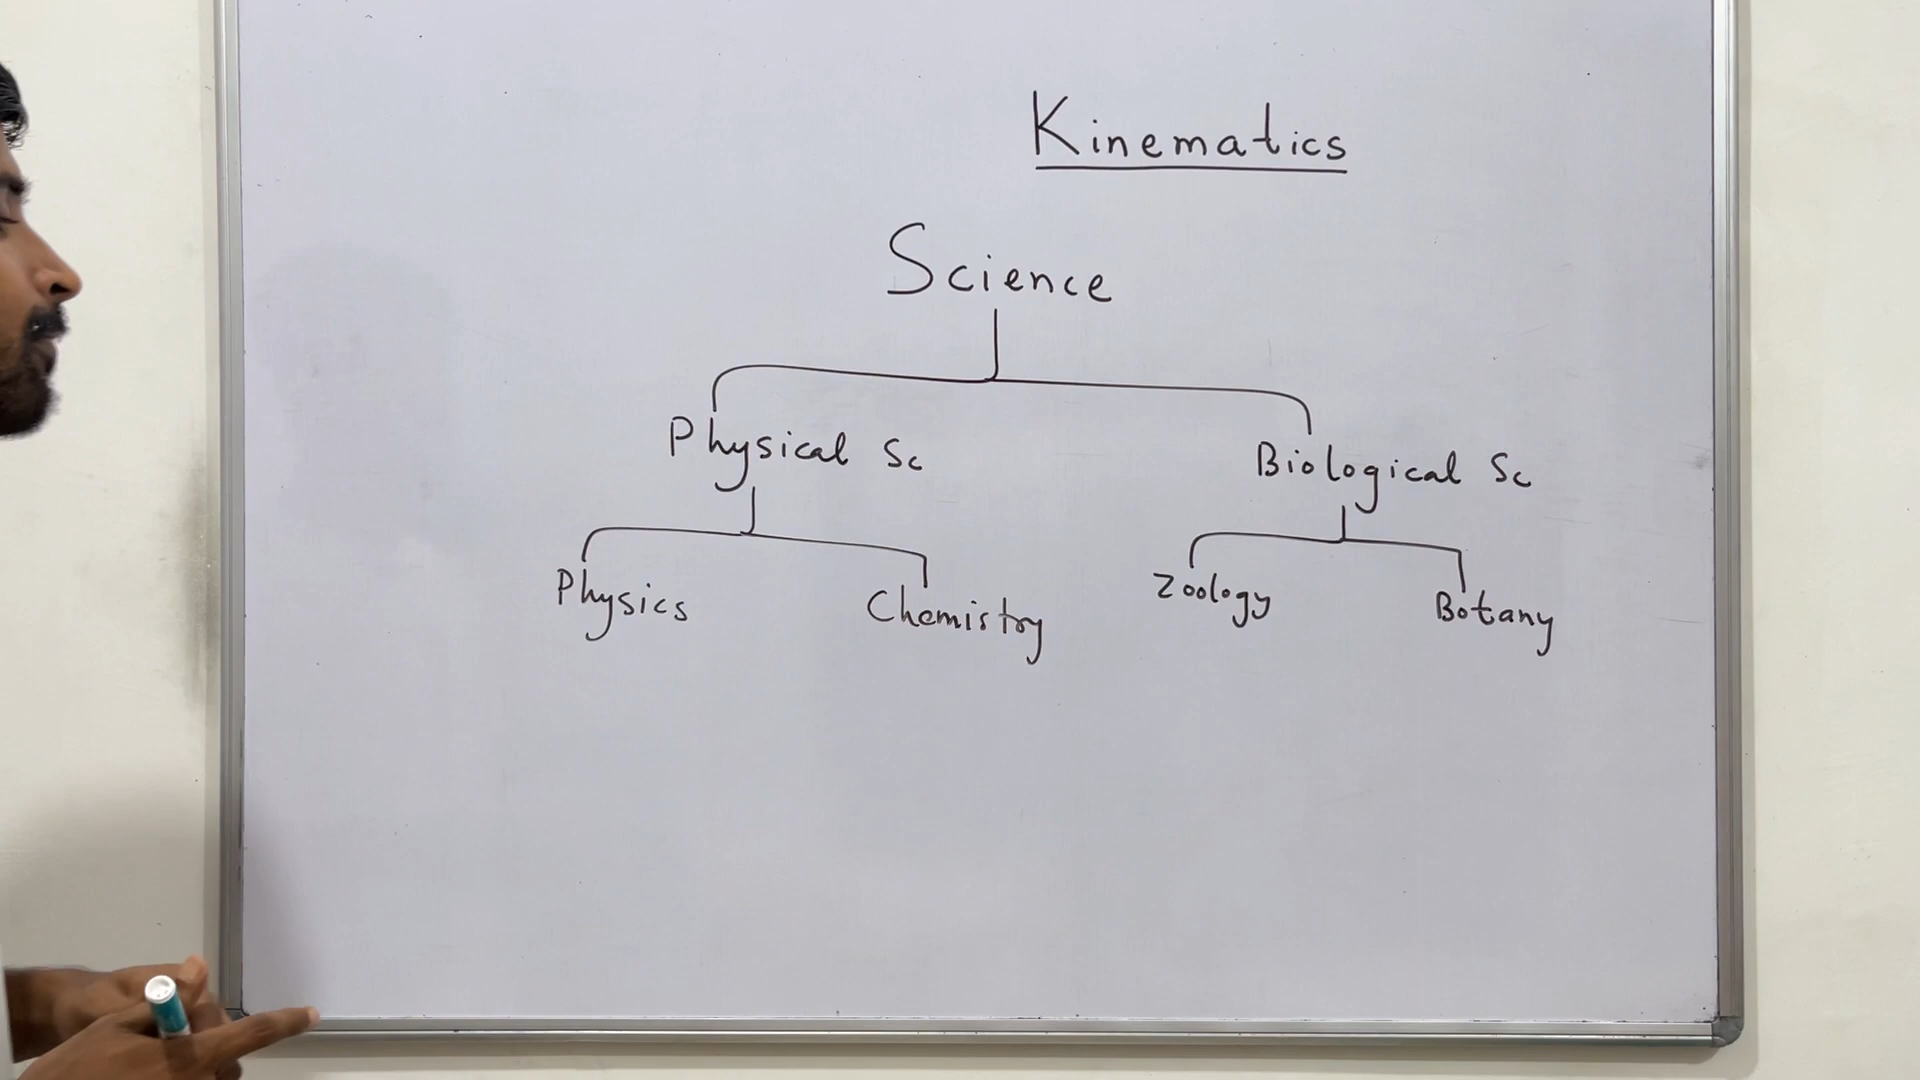 Kinematics
Science
Physical Sc
Biological Sc
Physics
Chemistry
Zoology
Botany